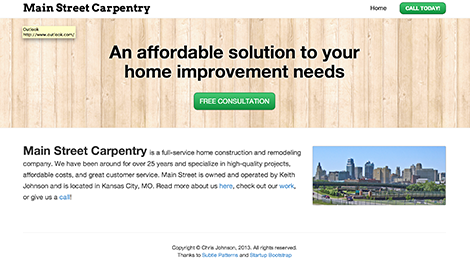 Main Street Carpentry
Home
CALL TODAY!
Outlook
http://www.outlook.com/
An affordable solution to your
home improvement needs
FREE CONSULTATION
Main Street Carpentry is a full-service home construction and remodeling
company. We have been around for over 25 years and specialize in high-quality projects,
affordable costs, and great customer service. Main Street is owned and operated by Keith
Johnson and is located in Kansas City, MO. Read more about us here, check out our work,
or give us a call!
Copyright © Chris Johnson, 2013. All rights reserved.
Thanks to Subtle Patterns and Startup Bootstrap